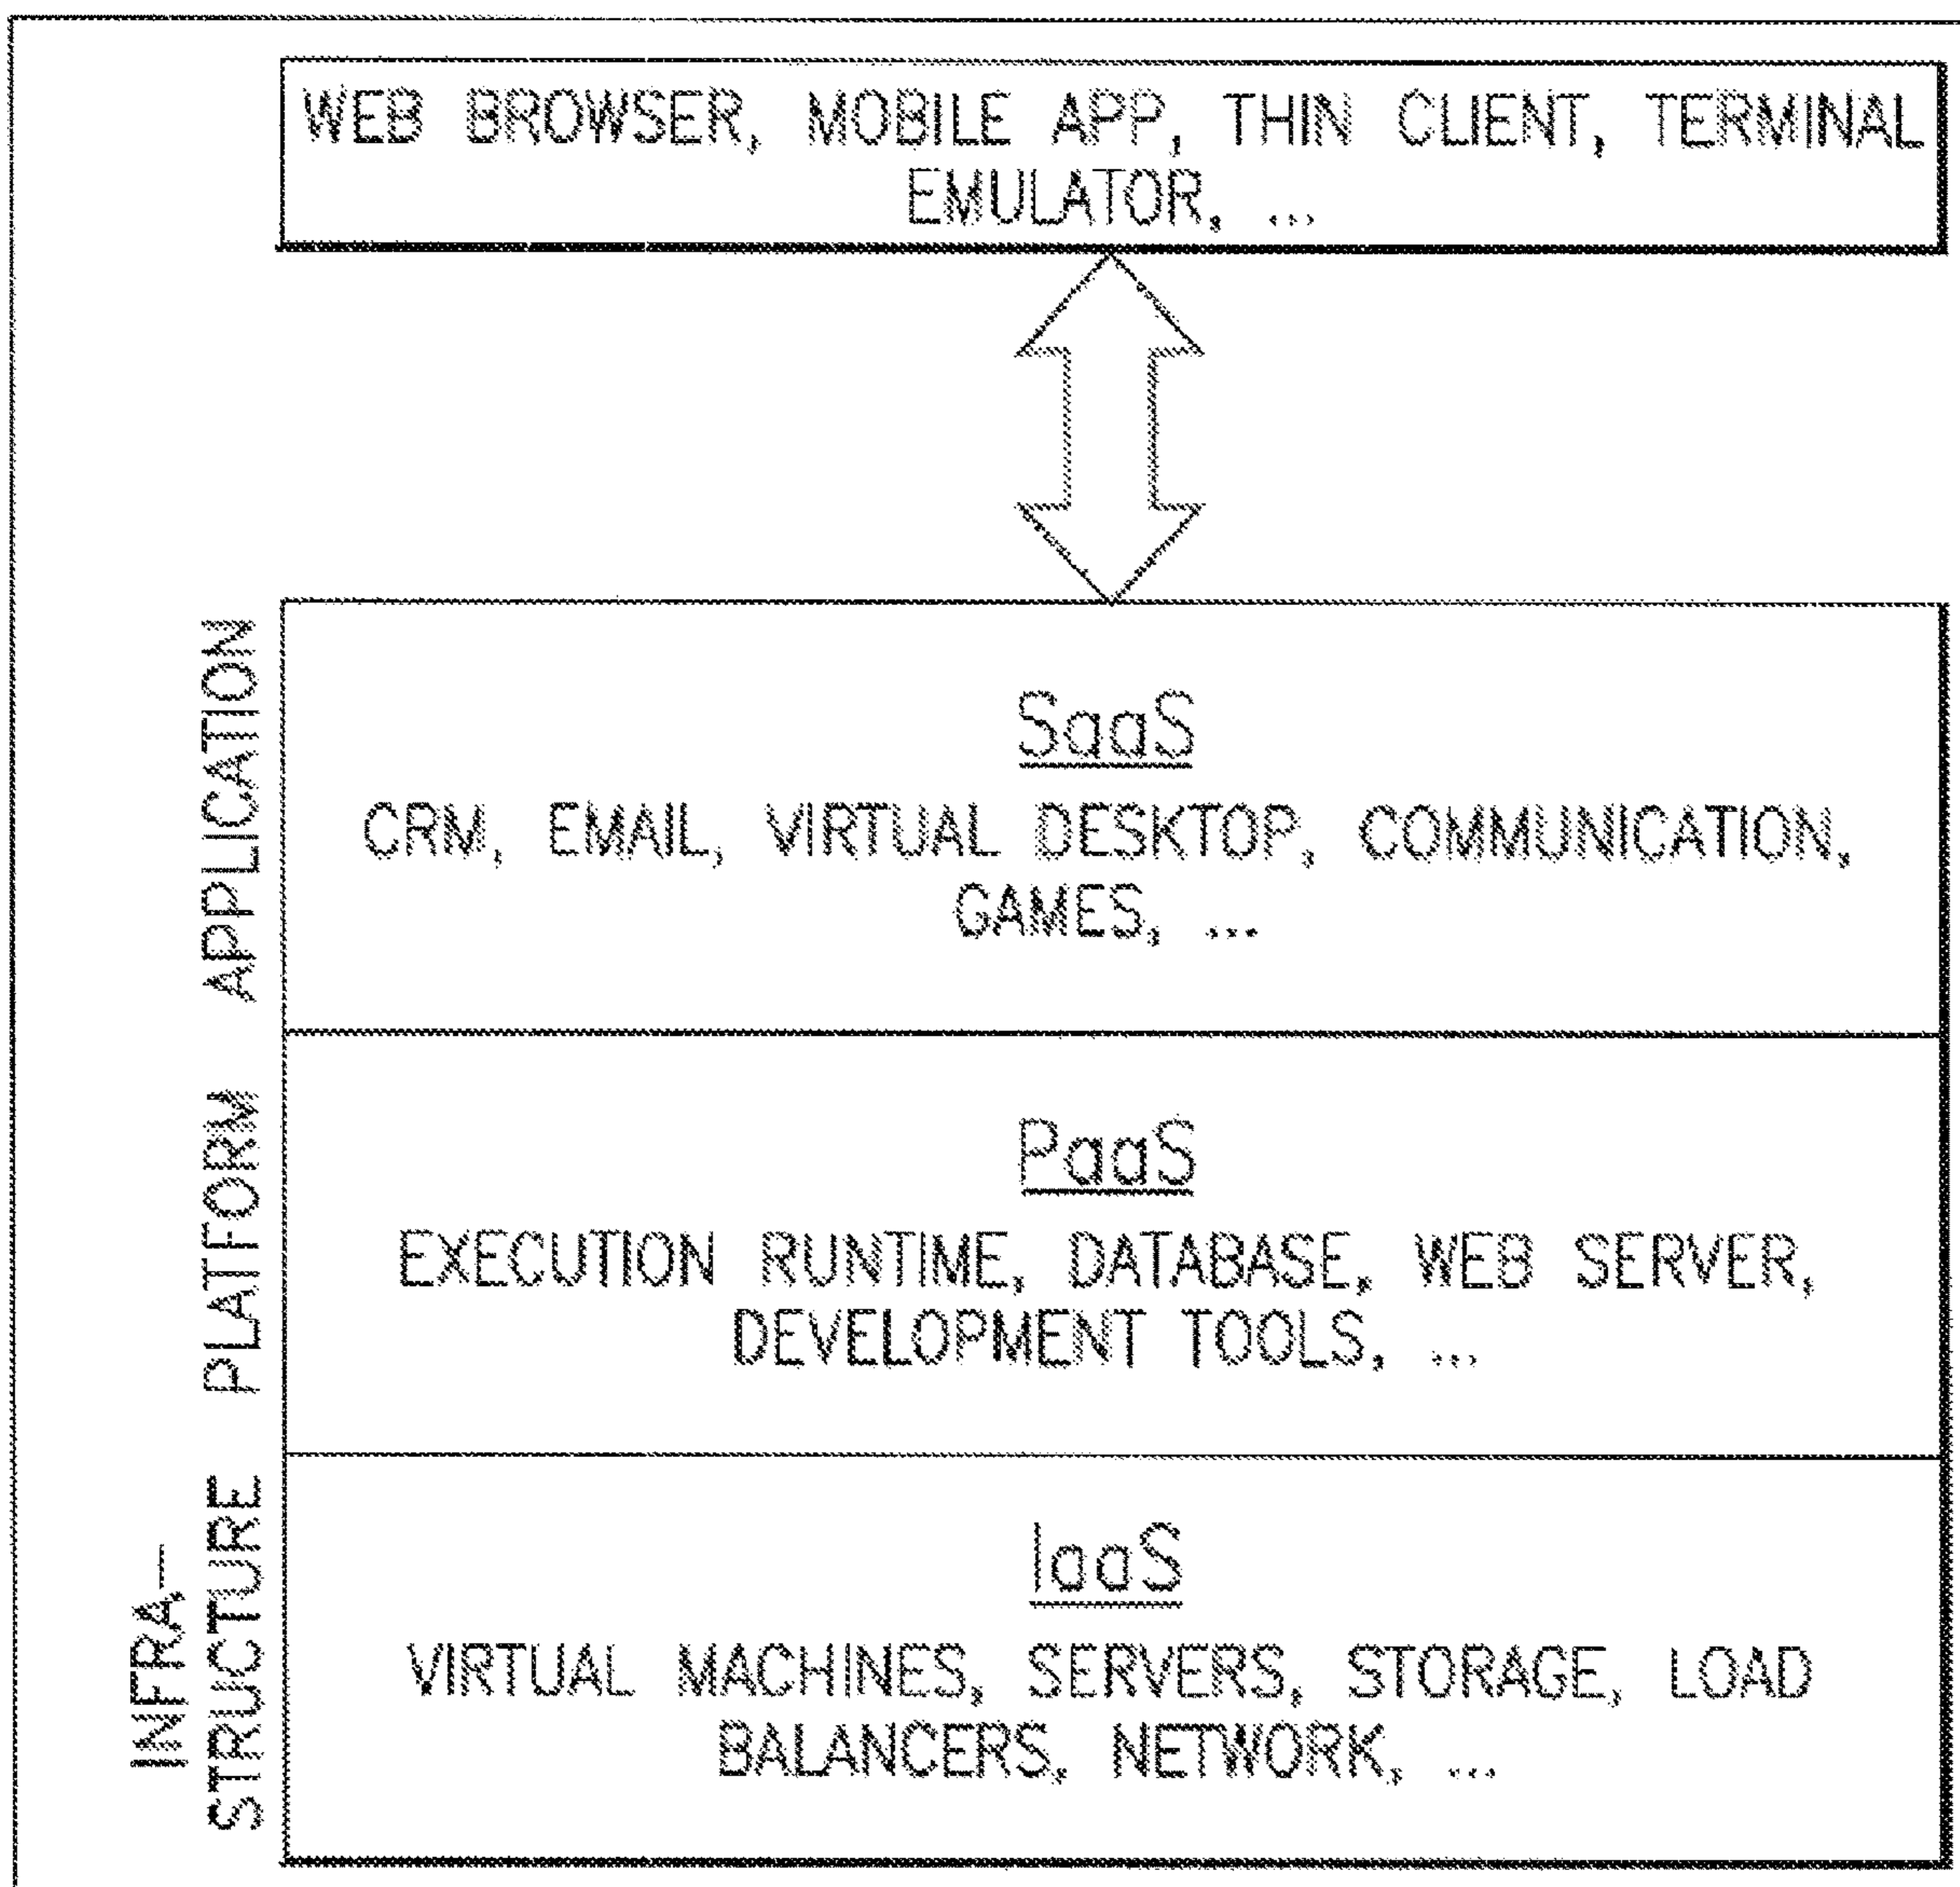 WEB BROWSER, MOBILE APP, THIN CLIENT, TERMINAL
EMULATOR, ...
APPLICATION
SaaS
CRM, EMAIL, VIRTUAL DESKTOP, COMMUNICATION,
GAMES, ...
PLATFORM
PaaS
EXECUTION RUNTIME, DATABASE, WEB SERVER,
DEVELOPMENT TOOLS, ...
INFRA-
STRUCTURE
IaaS
VIRTUAL MACHINES, SERVERS, STORAGE, LOAD
BALANCERS, NETWORK, ...